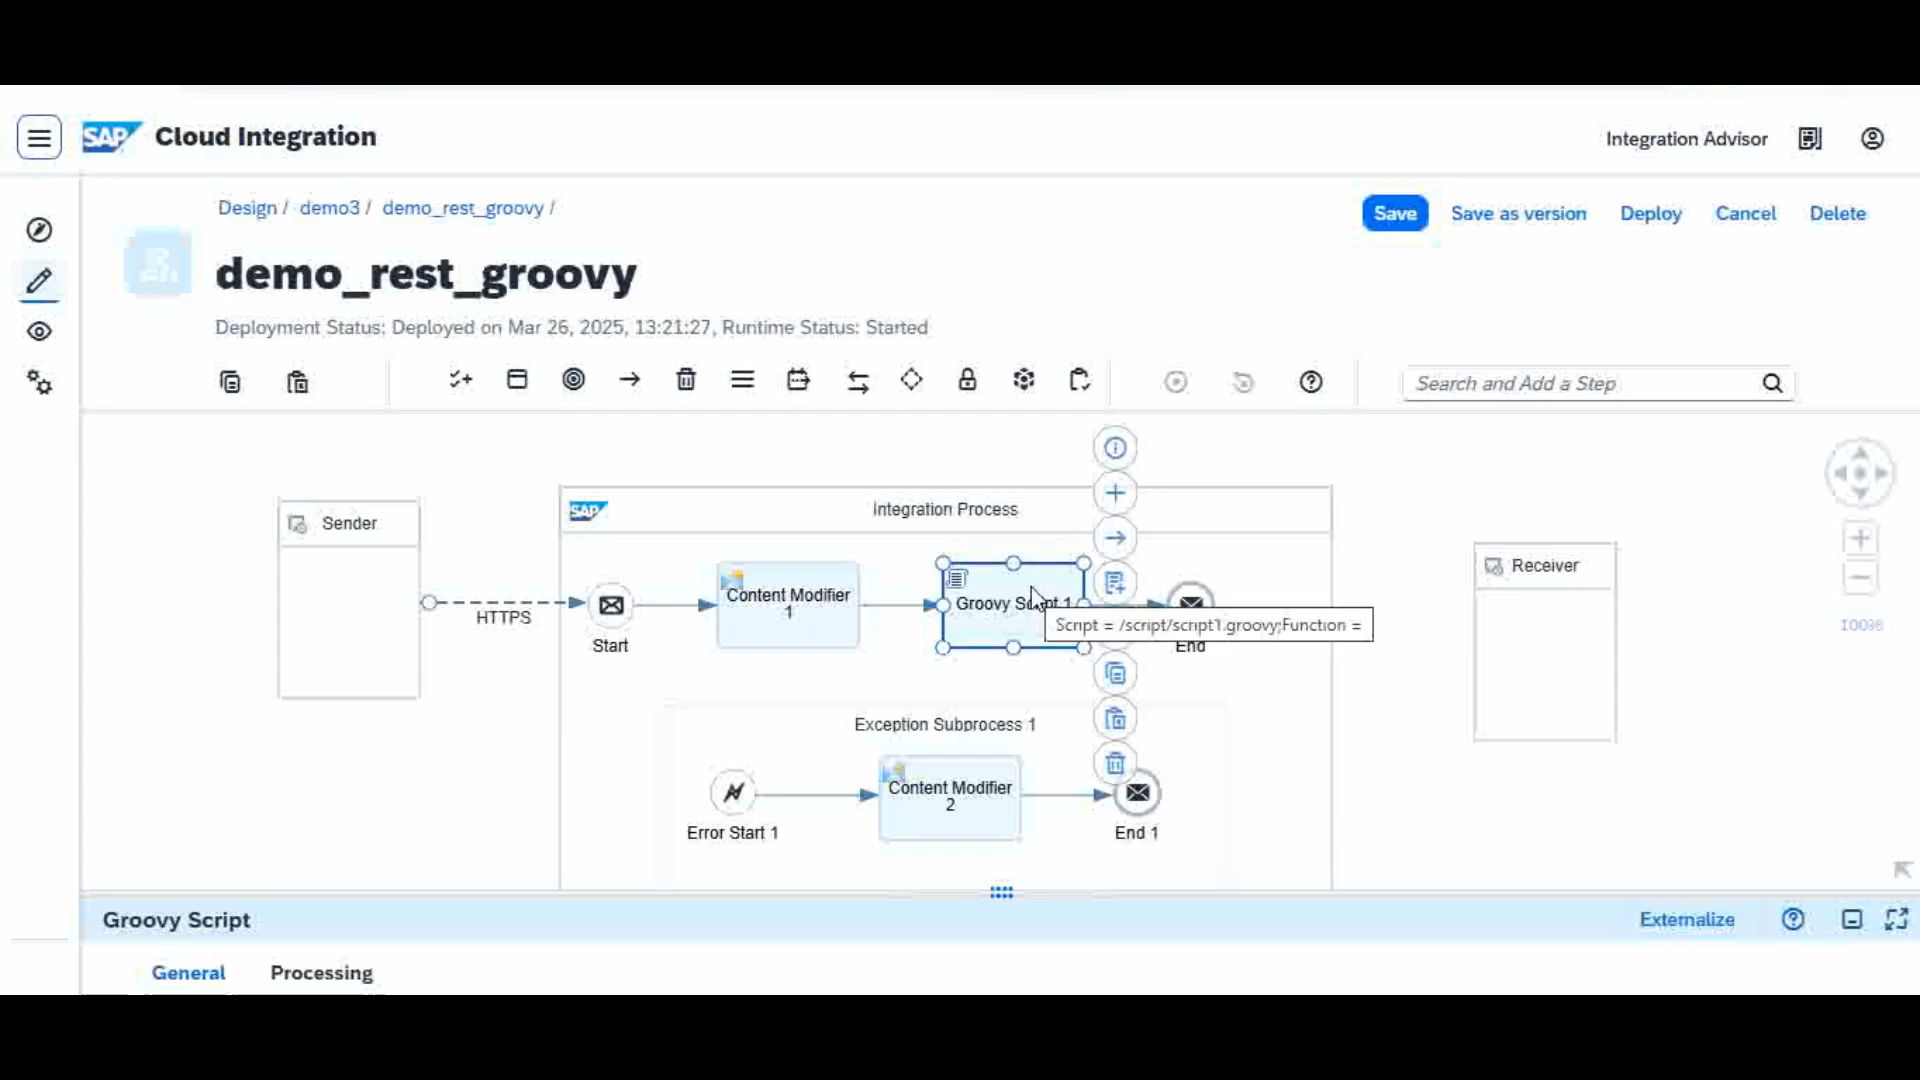 SAP Cloud Integration
Integration Advisor
Design / demo3 / demo_rest_groovy /
Save
Save as version
Deploy
Cancel
Delete
demo_rest_groovy
Deployment Status: Deployed on Mar 26, 2025, 13:21:27, Runtime Status: Started
Search and Add a Step
Sender
SAP
Integration Process
Receiver
HTTPS
Start
Content Modifier
1
Groovy Script 1
Script = /script/script1.groovy;Function =
End
100%
Exception Subprocess 1
Error Start 1
Content Modifier
2
End 1
Groovy Script
Externalize
General
Processing